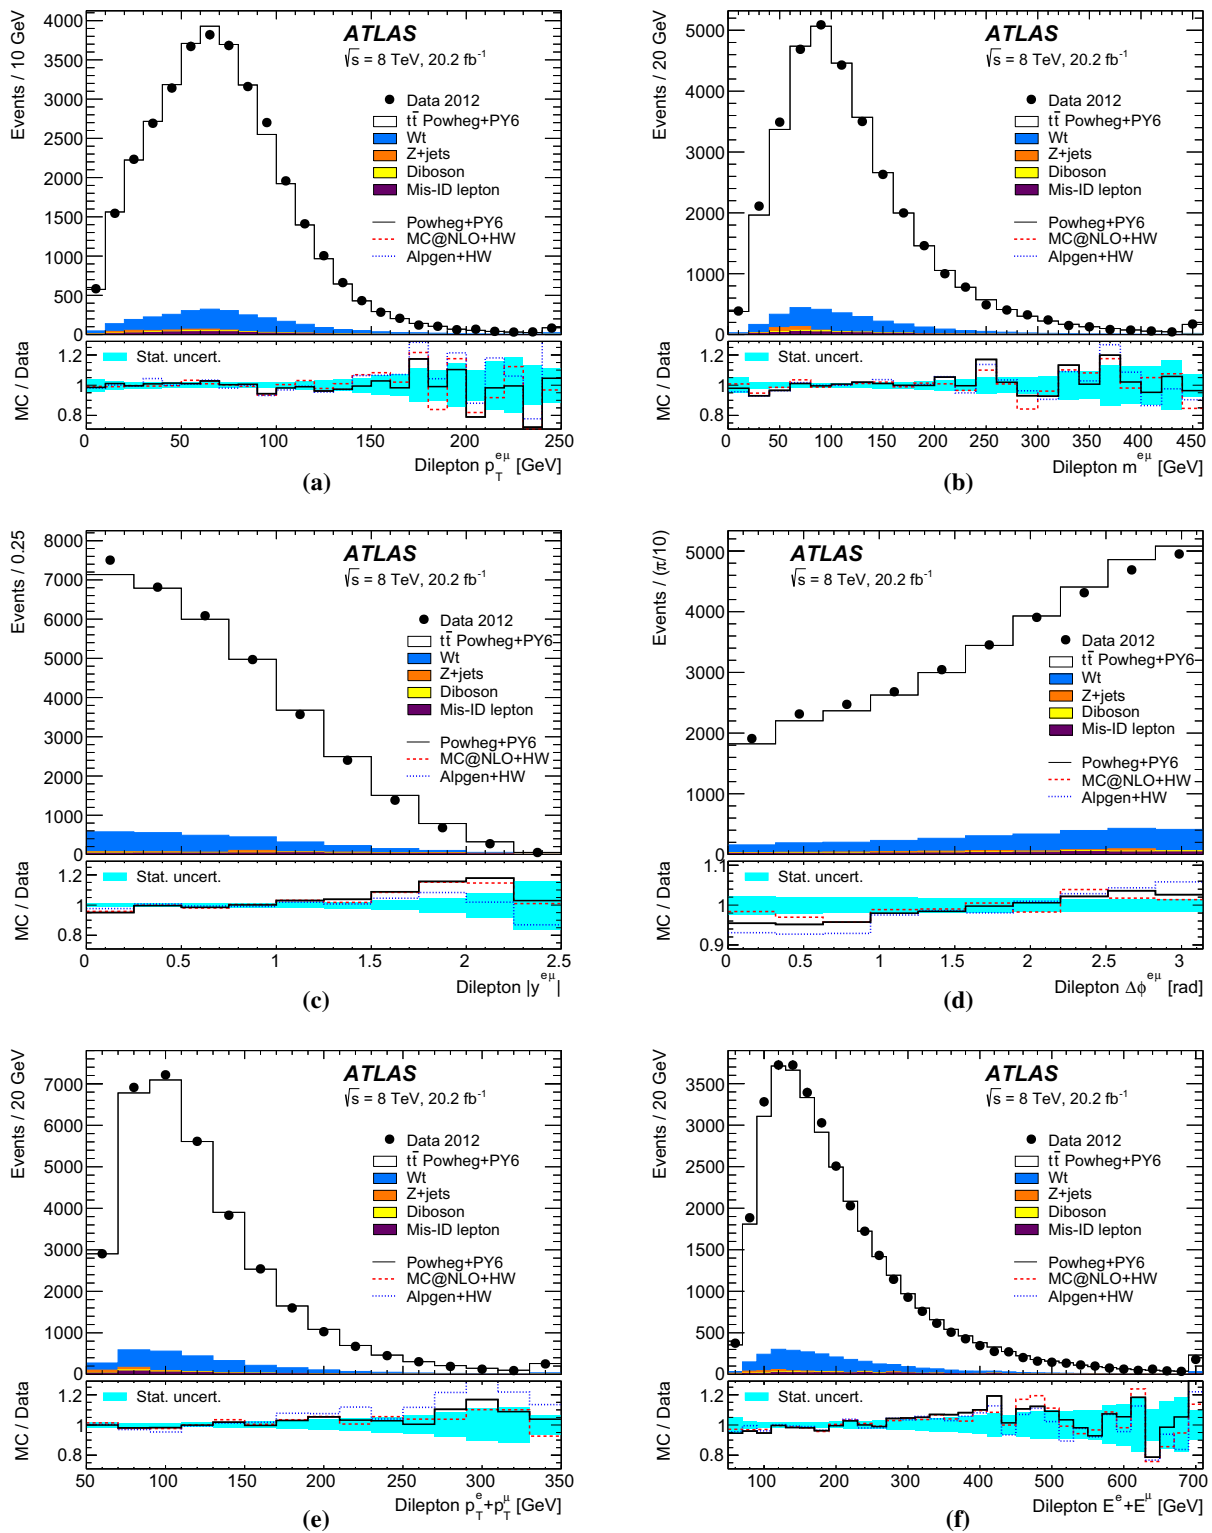 Events / 10 GeV
4000
3500
3000
2500
2000
1500
1000
500
0
ATLAS
√s = 8 TeV, 20.2 fb⁻¹
Data 2012
tt̄ Powheg+PY6
Wt
Z+jets
Diboson
Mis-ID lepton
Powheg+PY6
MC@NLO+HW
Alpgen+HW
MC / Data
1.2
1
0.8
Stat. uncert.
0 50 100 150 200 250
Dilepton p_T^eμ [GeV]
(a)
Events / 20 GeV
5000
4000
3000
2000
1000
0
ATLAS
√s = 8 TeV, 20.2 fb⁻¹
Data 2012
tt̄ Powheg+PY6
Wt
Z+jets
Diboson
Mis-ID lepton
Powheg+PY6
MC@NLO+HW
Alpgen+HW
MC / Data
1.2
1
0.8
Stat. uncert.
0 50 100 150 200 250 300 350 400 450
Dilepton m^eμ [GeV]
(b)
Events / 0.25
8000
7000
6000
5000
4000
3000
2000
1000
0
ATLAS
√s = 8 TeV, 20.2 fb⁻¹
Data 2012
tt̄ Powheg+PY6
Wt
Z+jets
Diboson
Mis-ID lepton
Powheg+PY6
MC@NLO+HW
Alpgen+HW
MC / Data
1.2
1
0.8
Stat. uncert.
0 0.5 1 1.5 2 2.5
Dilepton |y^eμ|
(c)
Events / (π/10)
5000
4000
3000
2000
1000
0
ATLAS
√s = 8 TeV, 20.2 fb⁻¹
Data 2012
tt̄ Powheg+PY6
Wt
Z+jets
Diboson
Mis-ID lepton
Powheg+PY6
MC@NLO+HW
Alpgen+HW
MC / Data
1.1
1
0.9
Stat. uncert.
0 0.5 1 1.5 2 2.5 3
Dilepton Δϕ^eμ [rad]
(d)
Events / 20 GeV
7000
6000
5000
4000
3000
2000
1000
0
ATLAS
√s = 8 TeV, 20.2 fb⁻¹
Data 2012
tt̄ Powheg+PY6
Wt
Z+jets
Diboson
Mis-ID lepton
Powheg+PY6
MC@NLO+HW
Alpgen+HW
MC / Data
1.2
1
0.8
Stat. uncert.
50 100 150 200 250 300 350
Dilepton p_T^e+p_T^μ [GeV]
(e)
Events / 20 GeV
3500
3000
2500
2000
1500
1000
500
0
ATLAS
√s = 8 TeV, 20.2 fb⁻¹
Data 2012
tt̄ Powheg+PY6
Wt
Z+jets
Diboson
Mis-ID lepton
Powheg+PY6
MC@NLO+HW
Alpgen+HW
MC / Data
1.2
1
0.8
Stat. uncert.
100 200 300 400 500 600 700
Dilepton E^e+E^μ [GeV]
(f)